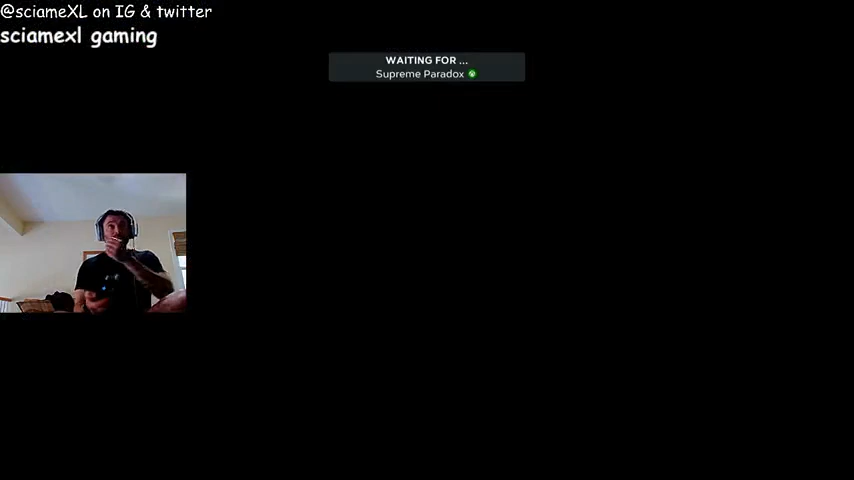 @sciameXL on IG & twitter
sciamexl gaming
WAITING FOR ...
Supreme Paradox